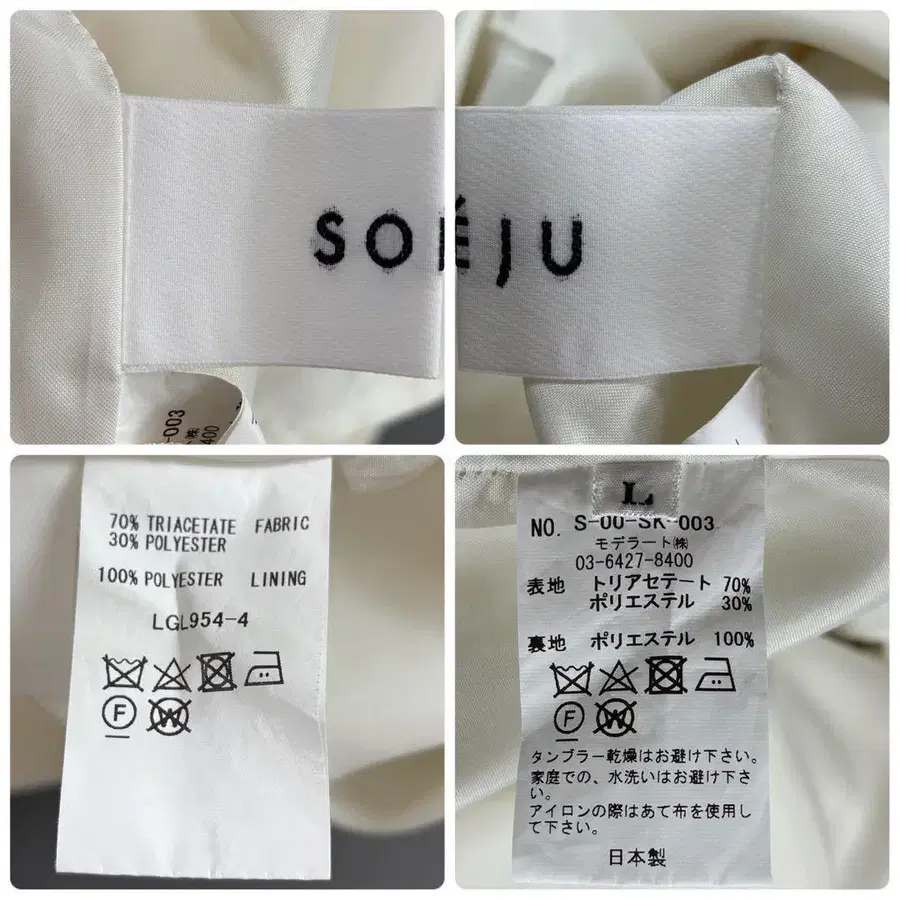 SOÉJU
-003
㈱
400
70% TRIACETATE FABRIC
30% POLYESTER
100% POLYESTER LINING
LGL954-4
F
W
L
NO. S-00-SK-003
モデラート㈱
03-6427-8400
表地 トリアセテート 70%
ポリエステル 30%
裏地 ポリエステル 100%
F
W
タンブラー乾燥はお避け下さい。
家庭での、水洗いはお避け下さ
い。
アイロンの際はあて布を使用し
て下さい。
日本製